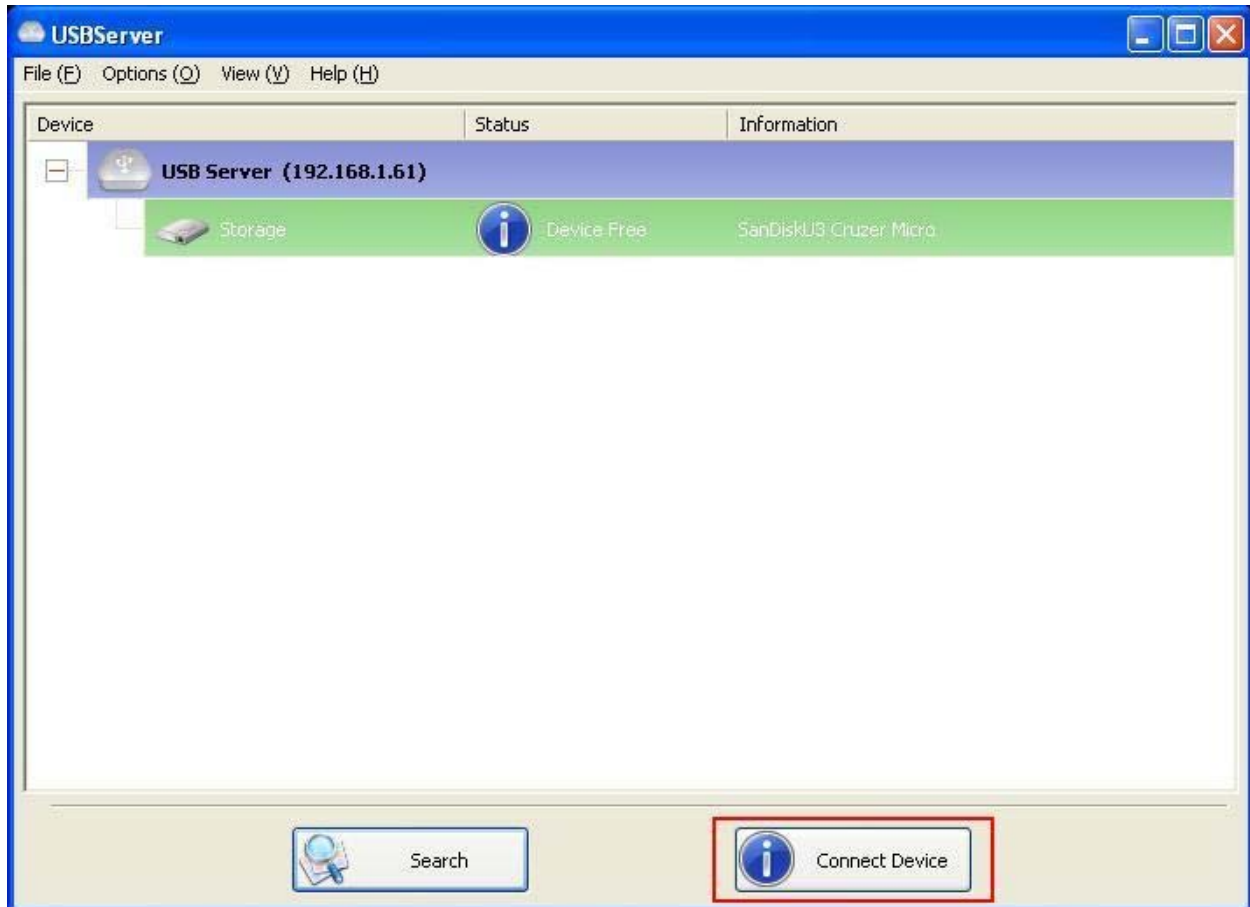 USBServer
File (F) Options (O) View (V) Help (H)
Device Status Information
USB Server (192.168.1.61)
Storage Device Free SanDiskU3 Cruzer Micro
Search Connect Device